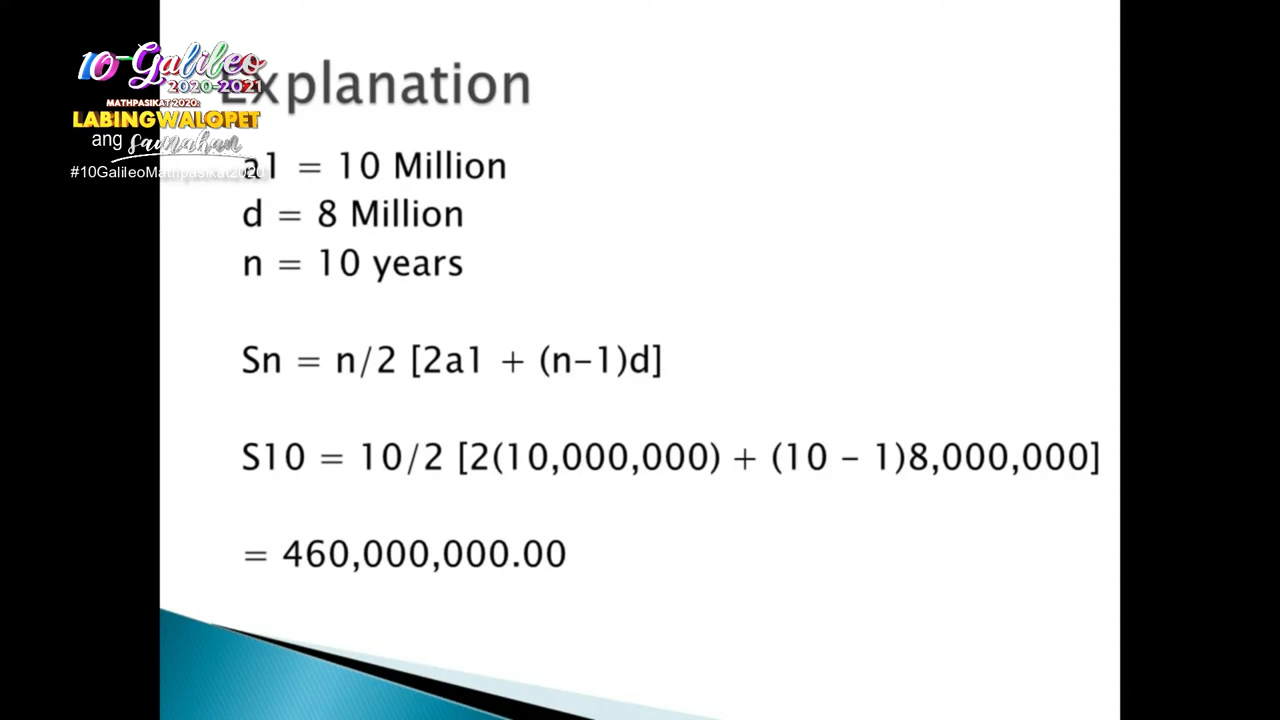 10-Galileo
2020-2021
MATHPASIKAT 2020:
LABINGWALOPET
ang samahan
#10GalileoMathpasikat2020
Explanation
a1 = 10 Million
d = 8 Million
n = 10 years
Sn = n/2 [2a1 + (n-1)d]
S10 = 10/2 [2(10,000,000) + (10 - 1)8,000,000]
= 460,000,000.00